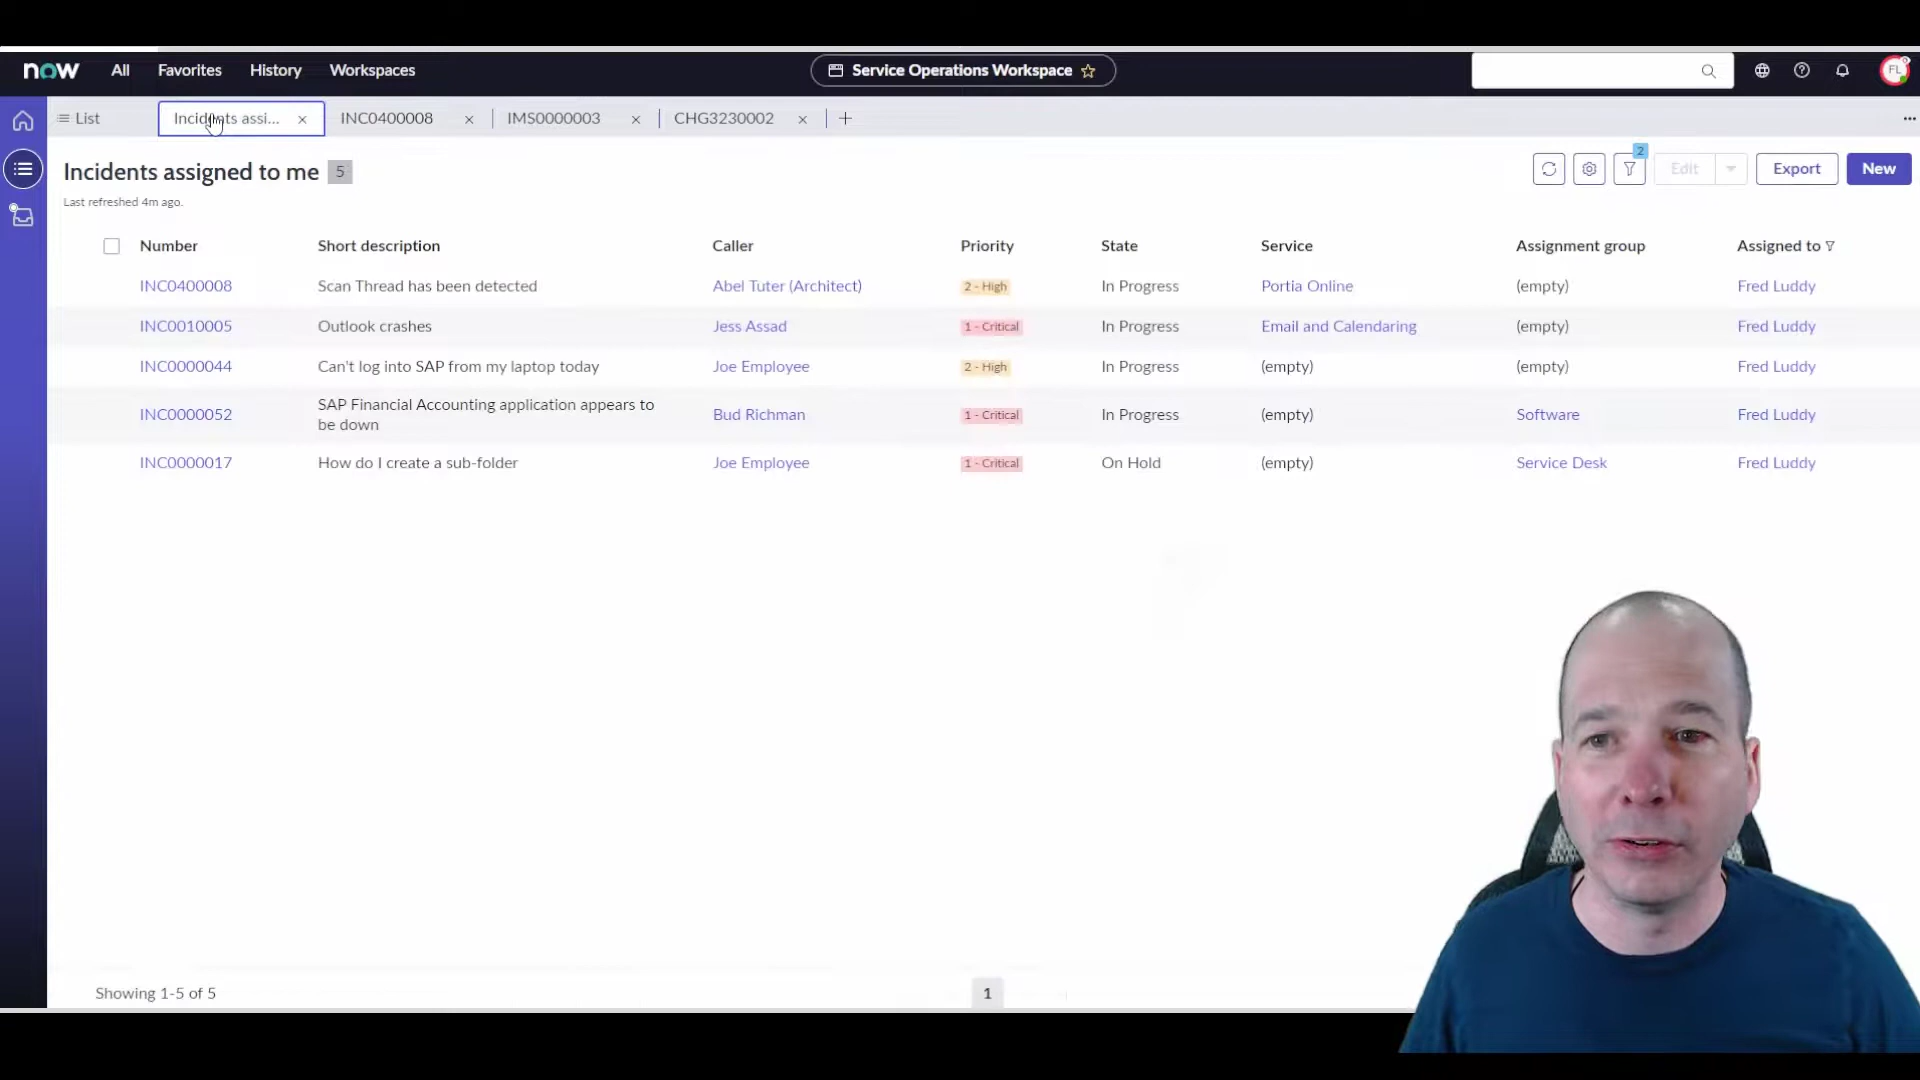 now All Favorites History Workspaces Service Operations Workspace FL
List Incidents assi... INC0400008 IMS0000003 CHG3230002
Incidents assigned to me 5
2 Edit Export New
Last refreshed 4m ago.
Number Short description Caller Priority State Service Assignment group Assigned to
INC0400008 Scan Thread has been detected Abel Tuter (Architect) 2 - High In Progress Portia Online (empty) Fred Luddy
INC0010005 Outlook crashes Jess Assad 1 - Critical In Progress Email and Calendaring (empty) Fred Luddy
INC0000044 Can't log into SAP from my laptop today Joe Employee 2 - High In Progress (empty) (empty) Fred Luddy
INC0000052 SAP Financial Accounting application appears to Bud Richman 1 - Critical In Progress (empty) Software Fred Luddy
be down
INC0000017 How do I create a sub-folder Joe Employee 1 - Critical On Hold (empty) Service Desk Fred Luddy
Showing 1-5 of 5 1